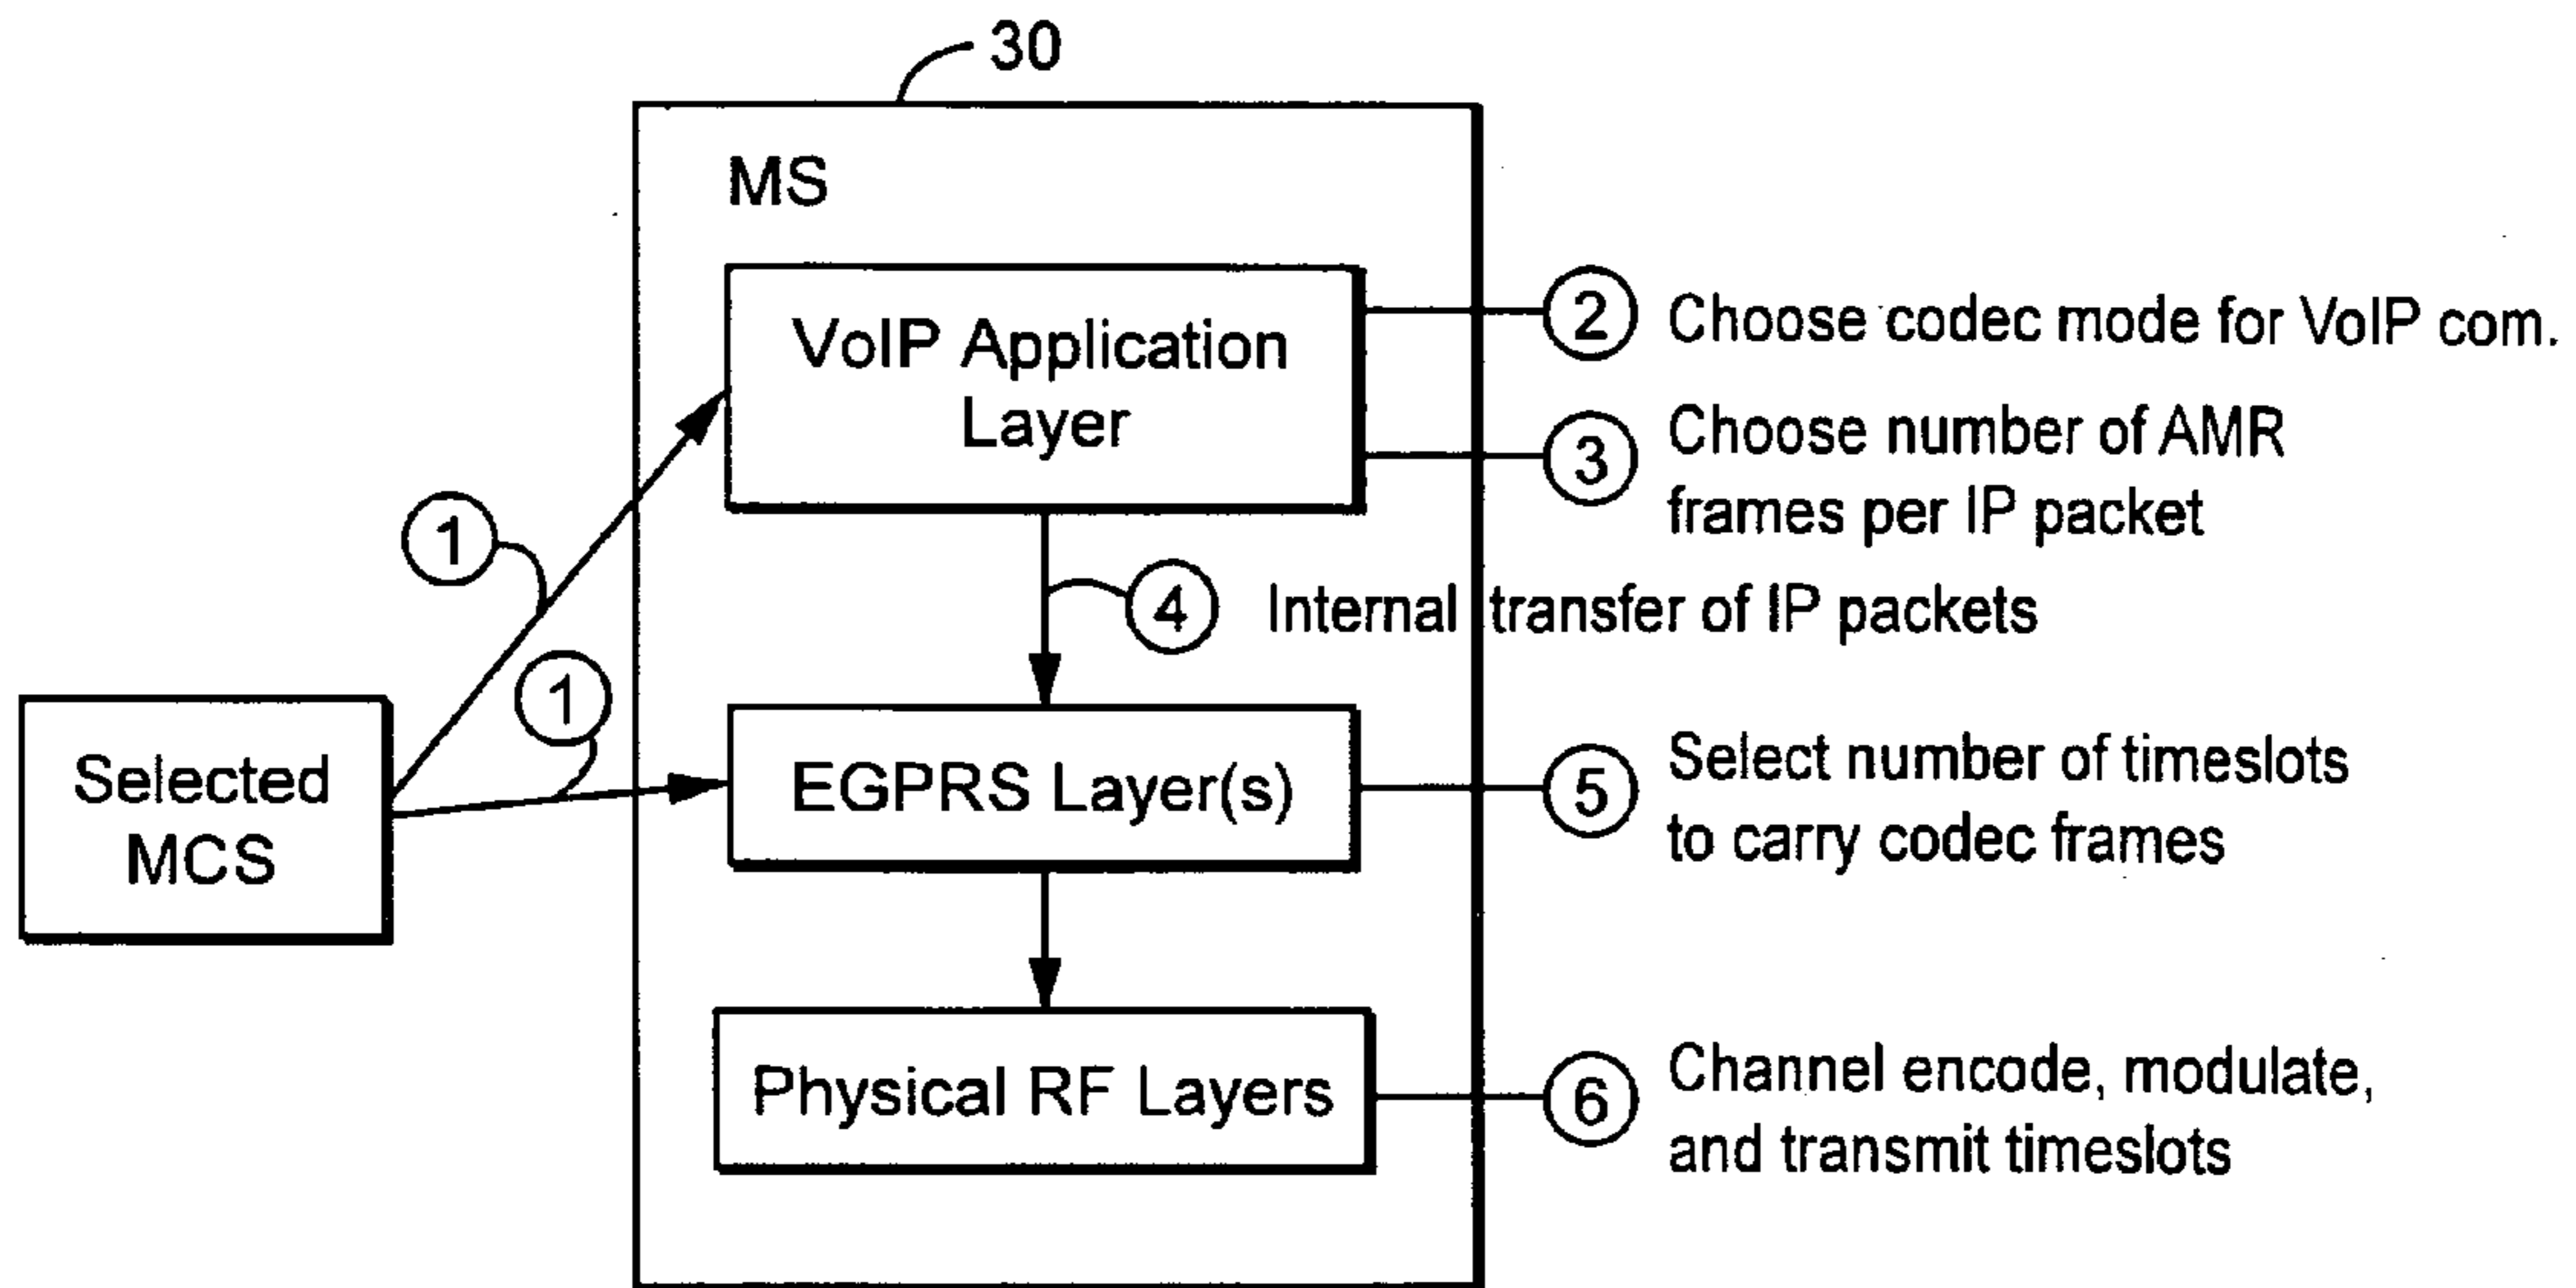 30
MS
VoIP Application
Layer
2 Choose codec mode for VoIP com.
3 Choose number of AMR
frames per IP packet
1
4 Internal transfer of IP packets
1
Selected
MCS
EGPRS Layer(s)
5 Select number of timeslots
to carry codec frames
Physical RF Layers
6 Channel encode, modulate,
and transmit timeslots